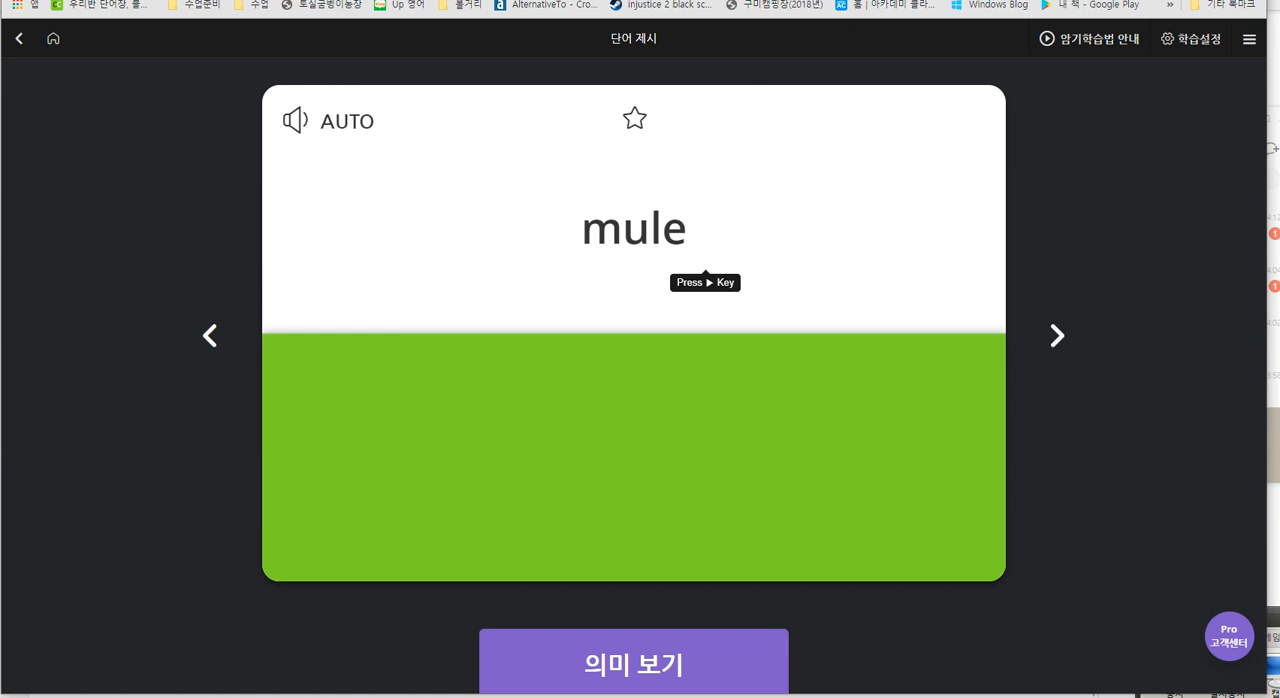 앱 우리반 단어장, 클... 수업준비 수업 토실금벙이농장 Up 영어 볼거리 AlternativeTo - Cro... injustice 2 black sc... 구미캠핑장(2018년) 홈 | 아카데미 클라... Windows Blog 내 책 - Google Play » 기타 북마크
단어 제시
암기학습법 안내
학습설정
AUTO
mule
Press ▶ Key
의미 보기
Pro
고객센터